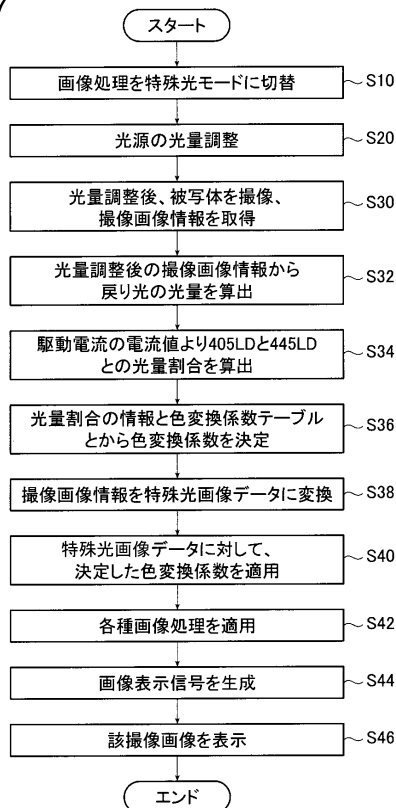 スタート
画像処理を特殊光モードに切替
S10
光源の光量調整
S20
光量調整後、被写体を撮像、
撮像画像情報を取得
S30
光量調整後の撮像画像情報から
戻り光の光量を算出
S32
駆動電流の電流値より405LDと445LD
との光量割合を算出
S34
光量割合の情報と色変換係数テーブル
とから色変換係数を決定
S36
撮像画像情報を特殊光画像データに変換
S38
特殊光画像データに対して、
決定した色変換係数を適用
S40
各種画像処理を適用
S42
画像表示信号を生成
S44
該撮像画像を表示
S46
エンド